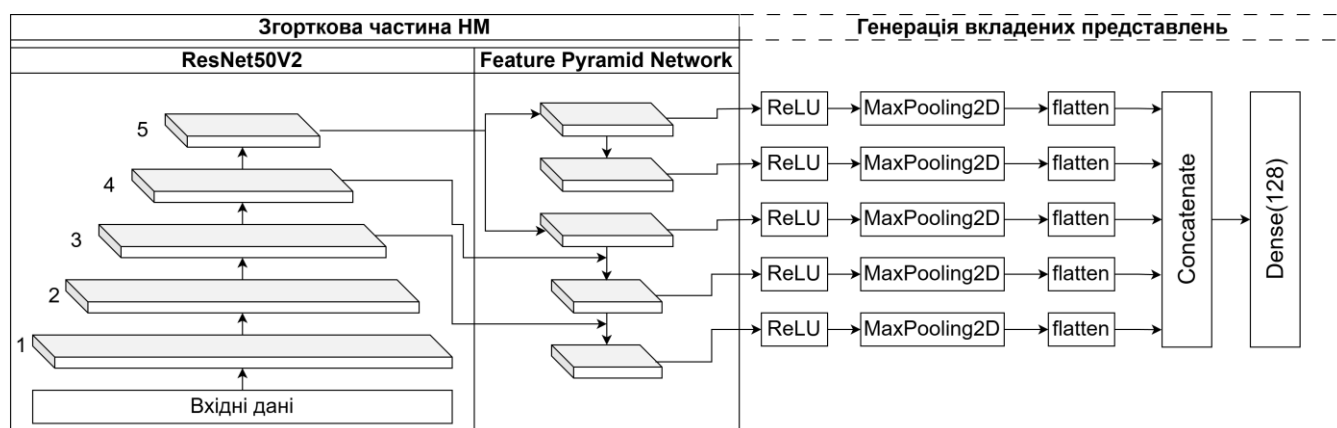 Згорткова частина НМ
Генерація вкладених представлень
ResNet50V2
Feature Pyramid Network
5
4
3
2
1
Вхідні дані
ReLU
MaxPooling2D
flatten
ReLU
MaxPooling2D
flatten
ReLU
MaxPooling2D
flatten
ReLU
MaxPooling2D
flatten
ReLU
MaxPooling2D
flatten
Concatenate
Dense(128)